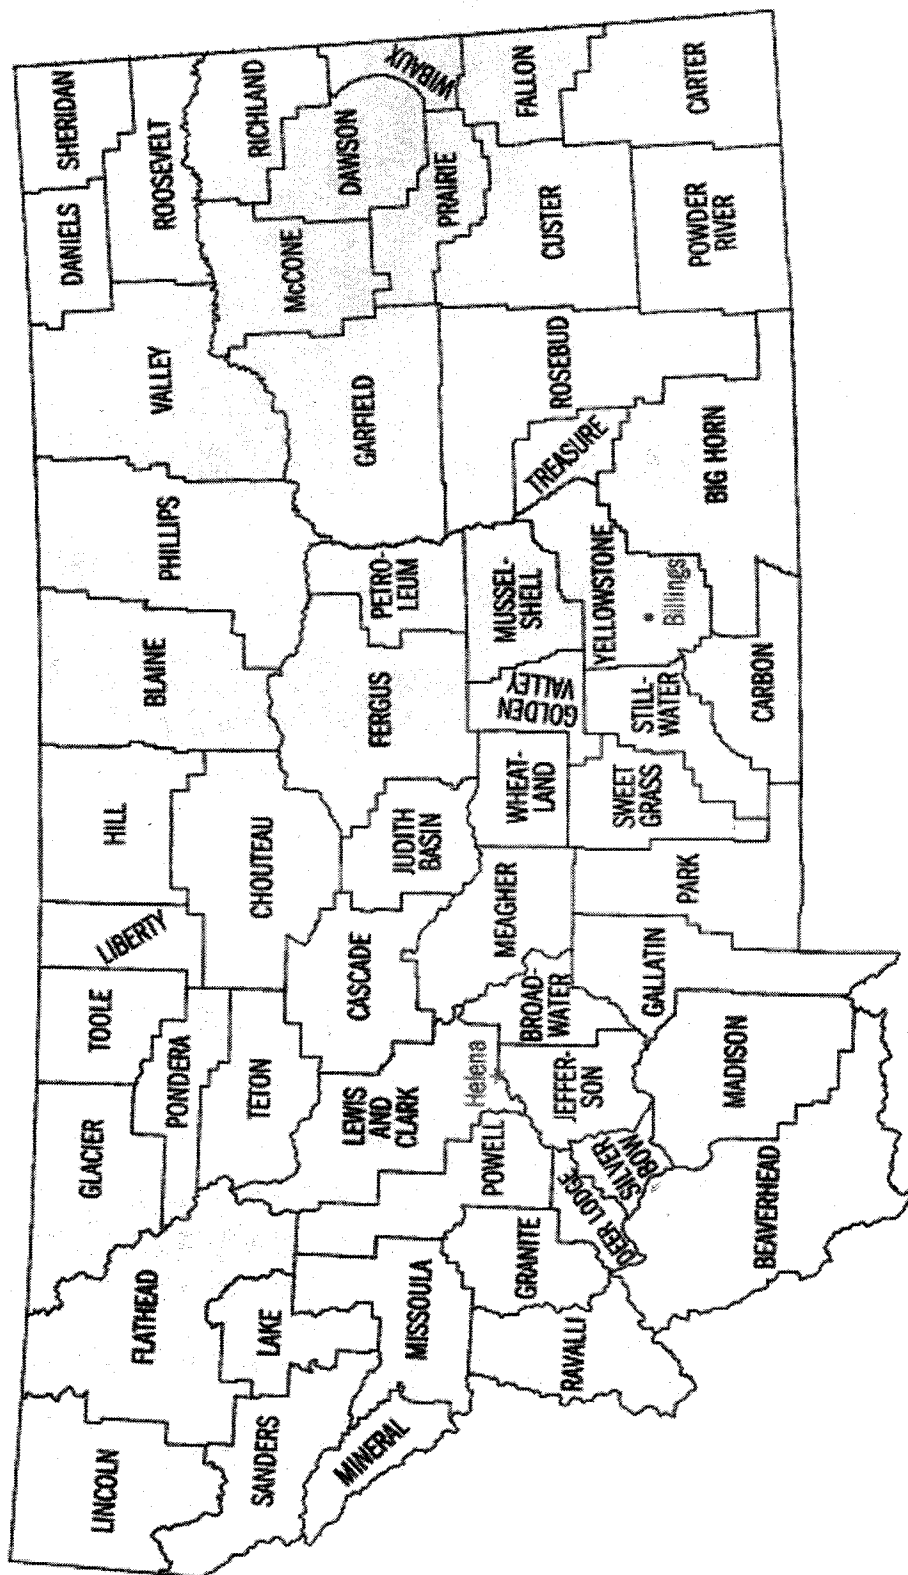 LINCOLN
FLATHEAD
GLACIER
TOOLE
LIBERTY
HILL
BLAINE
PHILLIPS
VALLEY
DANIELS
SHERIDAN
ROOSEVELT
SANDERS
LAKE
PONDERA
TETON
CHOUTEAU
RICHLAND
McCONE
DAWSON
WIBAUX
GARFIELD
PRAIRIE
MINERAL
MISSOULA
POWELL
LEWIS
AND
CLARK
CASCADE
JUDITH
BASIN
FERGUS
PETRO-
LEUM
Helena
RAVALLI
GRANITE
DEER LODGE
SILVER
BOW
JEFFER-
SON
BROAD-
WATER
MEAGHER
WHEAT-
LAND
GOLDEN
VALLEY
MUSSEL-
SHELL
TREASURE
ROSEBUD
CUSTER
FALLON
BEAVERHEAD
MADISON
GALLATIN
PARK
SWEET
GRASS
STILL-
WATER
YELLOWSTONE
Billings
CARBON
BIG HORN
POWDER
RIVER
CARTER